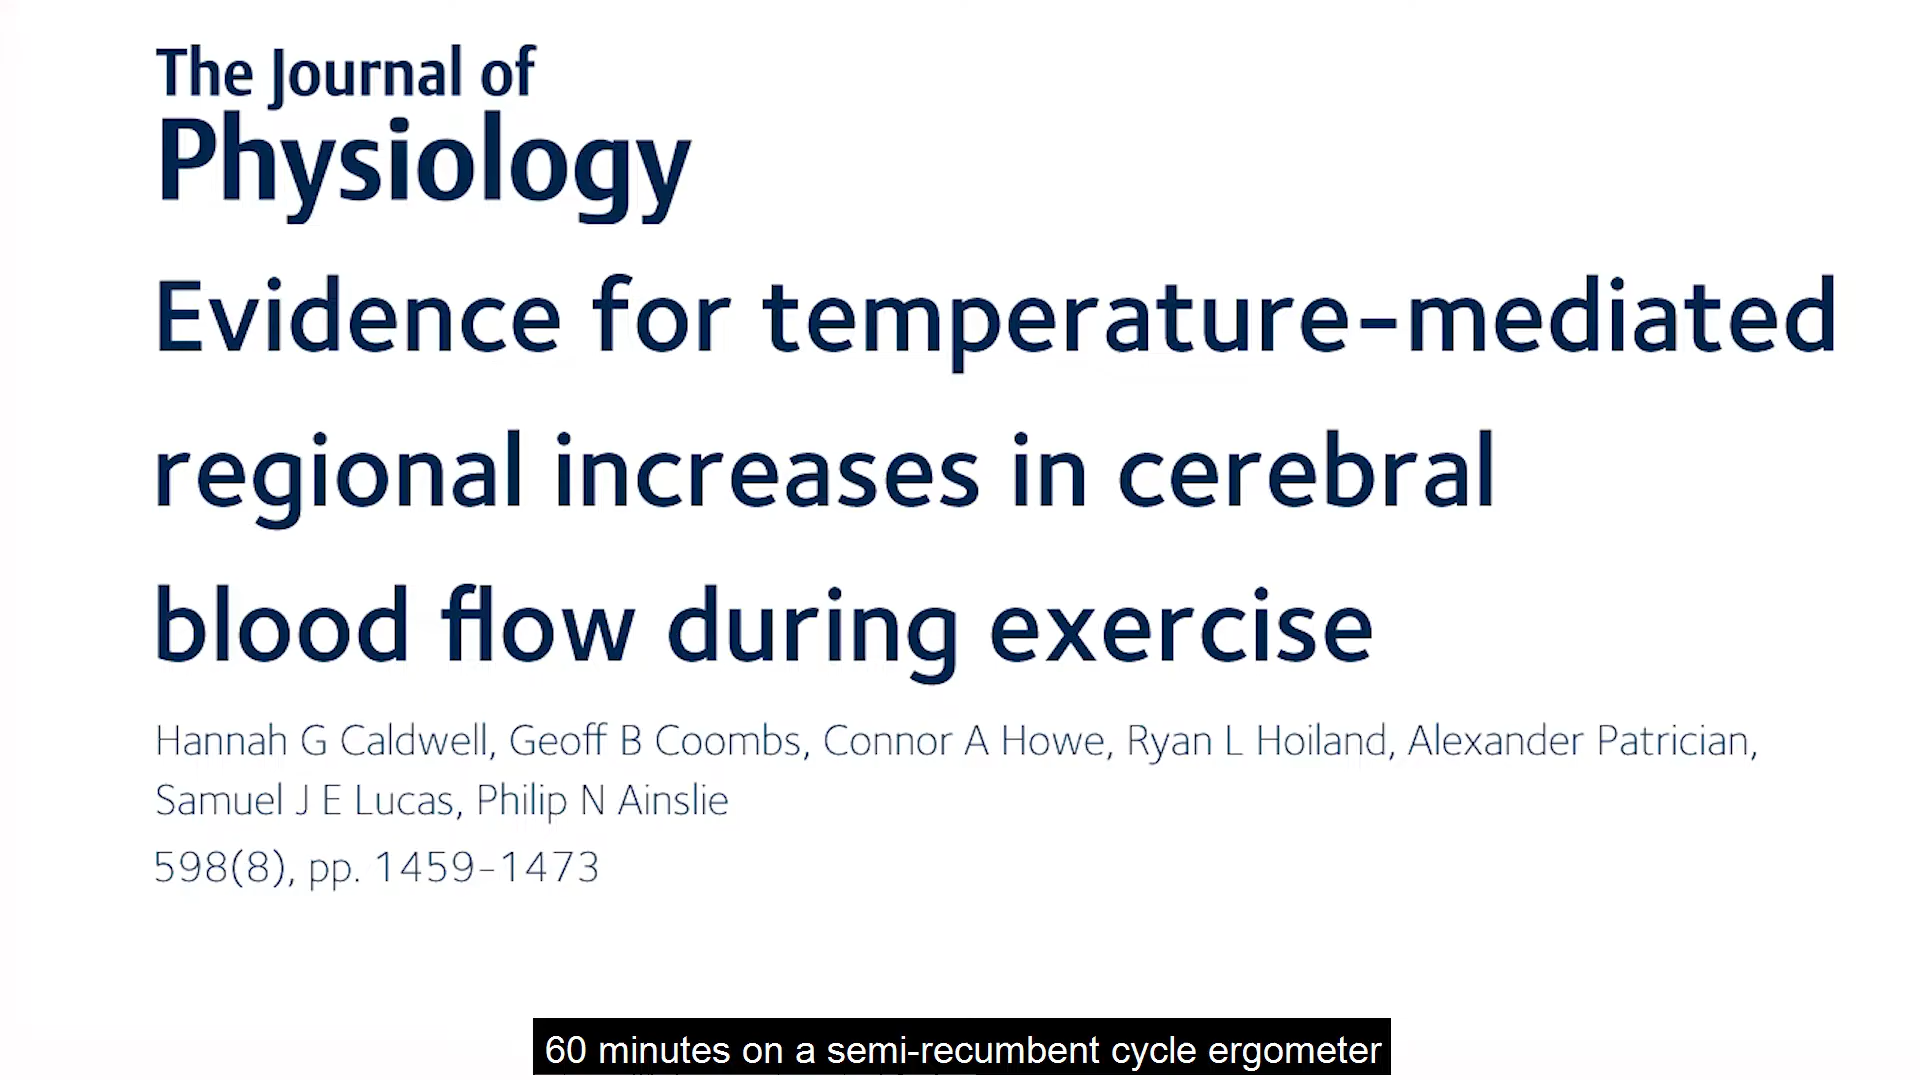 The Journal of
Physiology
Evidence for temperature-mediated
regional increases in cerebral
blood flow during exercise
Hannah G Caldwell, Geoff B Coombs, Connor A Howe, Ryan L Hoiland, Alexander Patrician,
Samuel J E Lucas, Philip N Ainslie
598(8), pp. 1459-1473
60 minutes on a semi-recumbent cycle ergometer